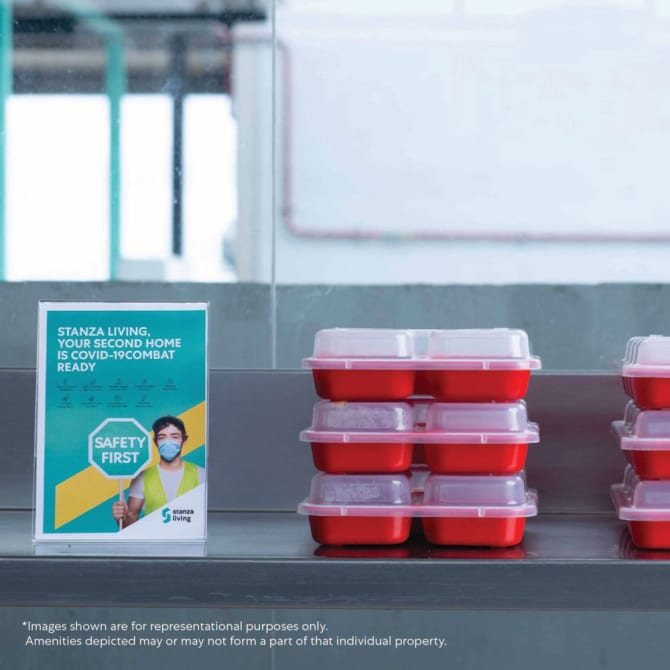 STANZA LIVING,
YOUR SECOND HOME
IS COVID-19COMBAT
READY
SAFETY
FIRST
stanza
living
*Images shown are for representational purposes only.
Amenities depicted may or may not form a part of that individual property.